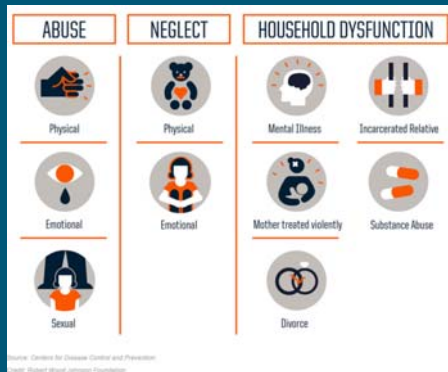 ABUSE
NEGLECT
HOUSEHOLD DYSFUNCTION
Physical
Physical
Mental Illness
Incarcerated Relative
Emotional
Emotional
Mother treated violently
Substance Abuse
Sexual
Divorce
Source: Centers for Disease Control and Prevention
Credit: Robert Wood Johnson Foundation